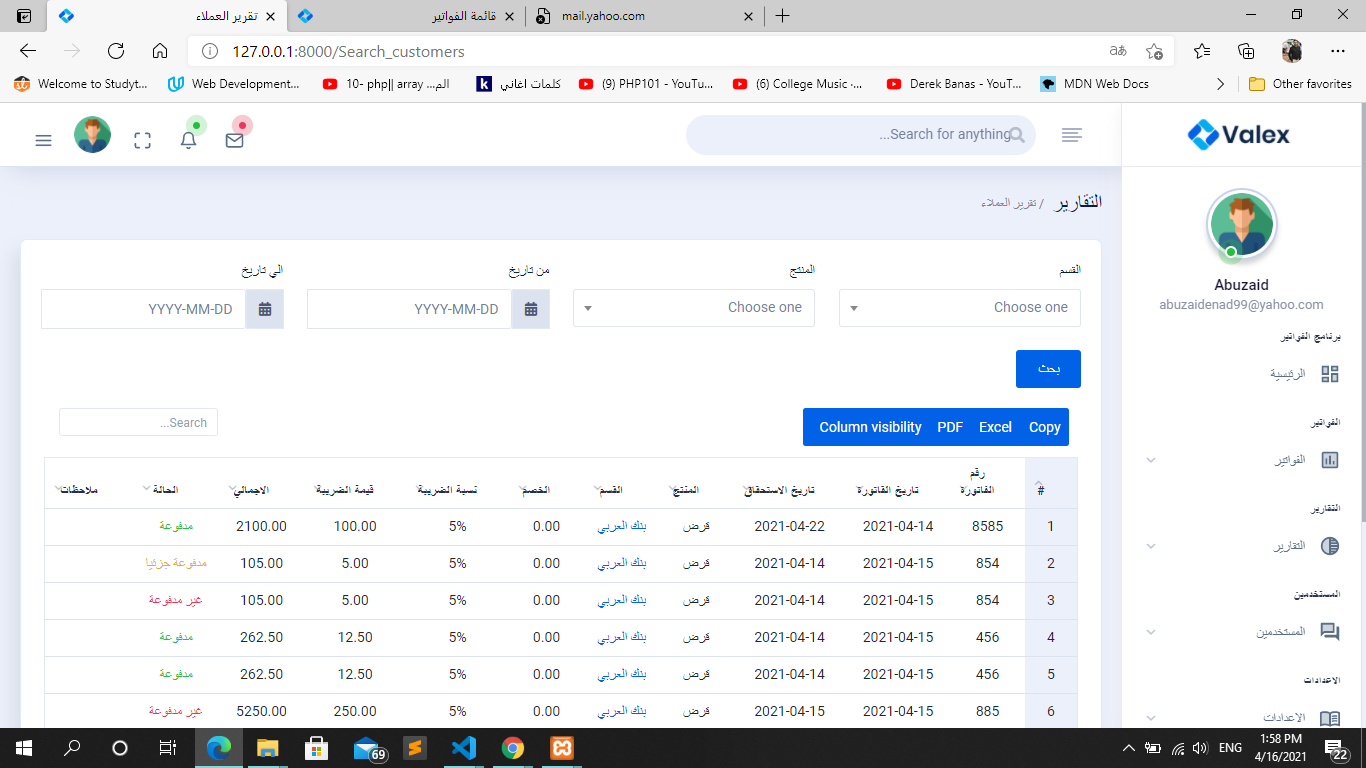 تقرير العملاء
قائمة الفواتير
mail.yahoo.com
127.0.0.1:8000/Search_customers
Welcome to Studyt...
Web Development...
10- php|| array ...الم
كلمات اغاني
(9) PHP101 - YouTu...
(6) College Music ·...
Derek Banas - YouT...
MDN Web Docs
Other favorites
Valex
...Search for anything
Abuzaid
abuzaidenad99@yahoo.com
برنامج الفواتير
الرئيسية
الفواتير
الفواتير
التقارير
التقارير
المستخدمين
المستخدمين
الاعدادات
الاعدادات
التقارير / تقرير العملاء
القسم
المنتج
من تاريخ
الي تاريخ
Choose one
Choose one
YYYY-MM-DD
YYYY-MM-DD
بحث
Column visibility PDF Excel Copy
...Search
# رقم الفاتورة تاريخ القاتورة تاريخ الاستحقاق المنتج القسم الخصم نسبة الضريبة قيمة الضريبة الاجمالي الحالة ملاحظات
1 8585 2021-04-14 2021-04-22 قرض بنك العربي 0.00 5% 100.00 2100.00 مدفوعة
2 854 2021-04-15 2021-04-14 قرض بنك العربي 0.00 5% 5.00 105.00 مدفوعة جزئيا
3 854 2021-04-15 2021-04-14 قرض بنك العربي 0.00 5% 5.00 105.00 غير مدفوعة
4 456 2021-04-15 2021-04-14 قرض بنك العربي 0.00 5% 12.50 262.50 مدفوعة
5 456 2021-04-15 2021-04-14 قرض بنك العربي 0.00 5% 12.50 262.50 مدفوعة
6 885 2021-04-15 2021-04-15 قرض بنك العربي 0.00 5% 250.00 5250.00 غير مدفوعة
69
ENG
1:58 PM
4/16/2021
22